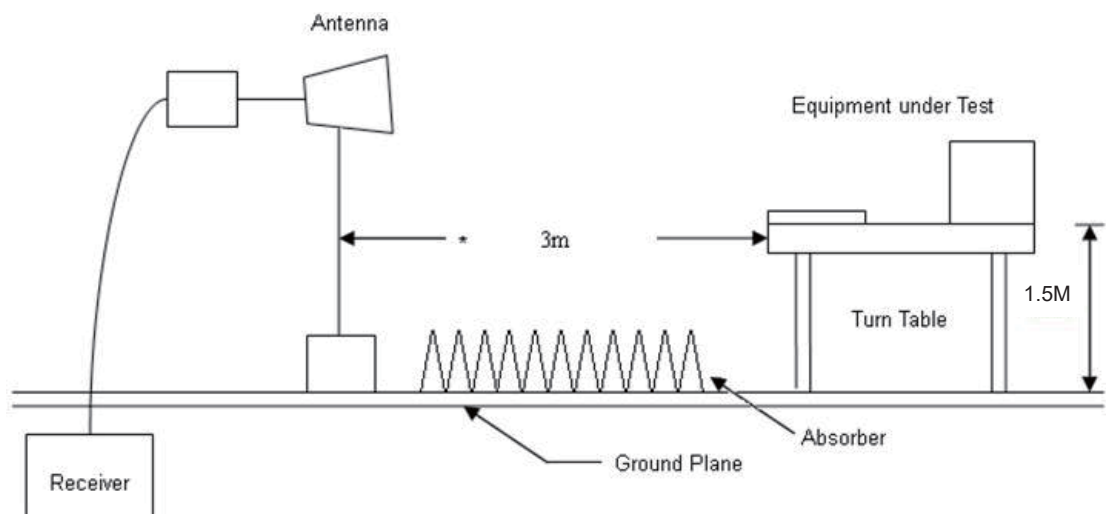 Antenna
Equipment under Test
* 3m
1.5M
Turn Table
Absorber
Ground Plane
Receiver